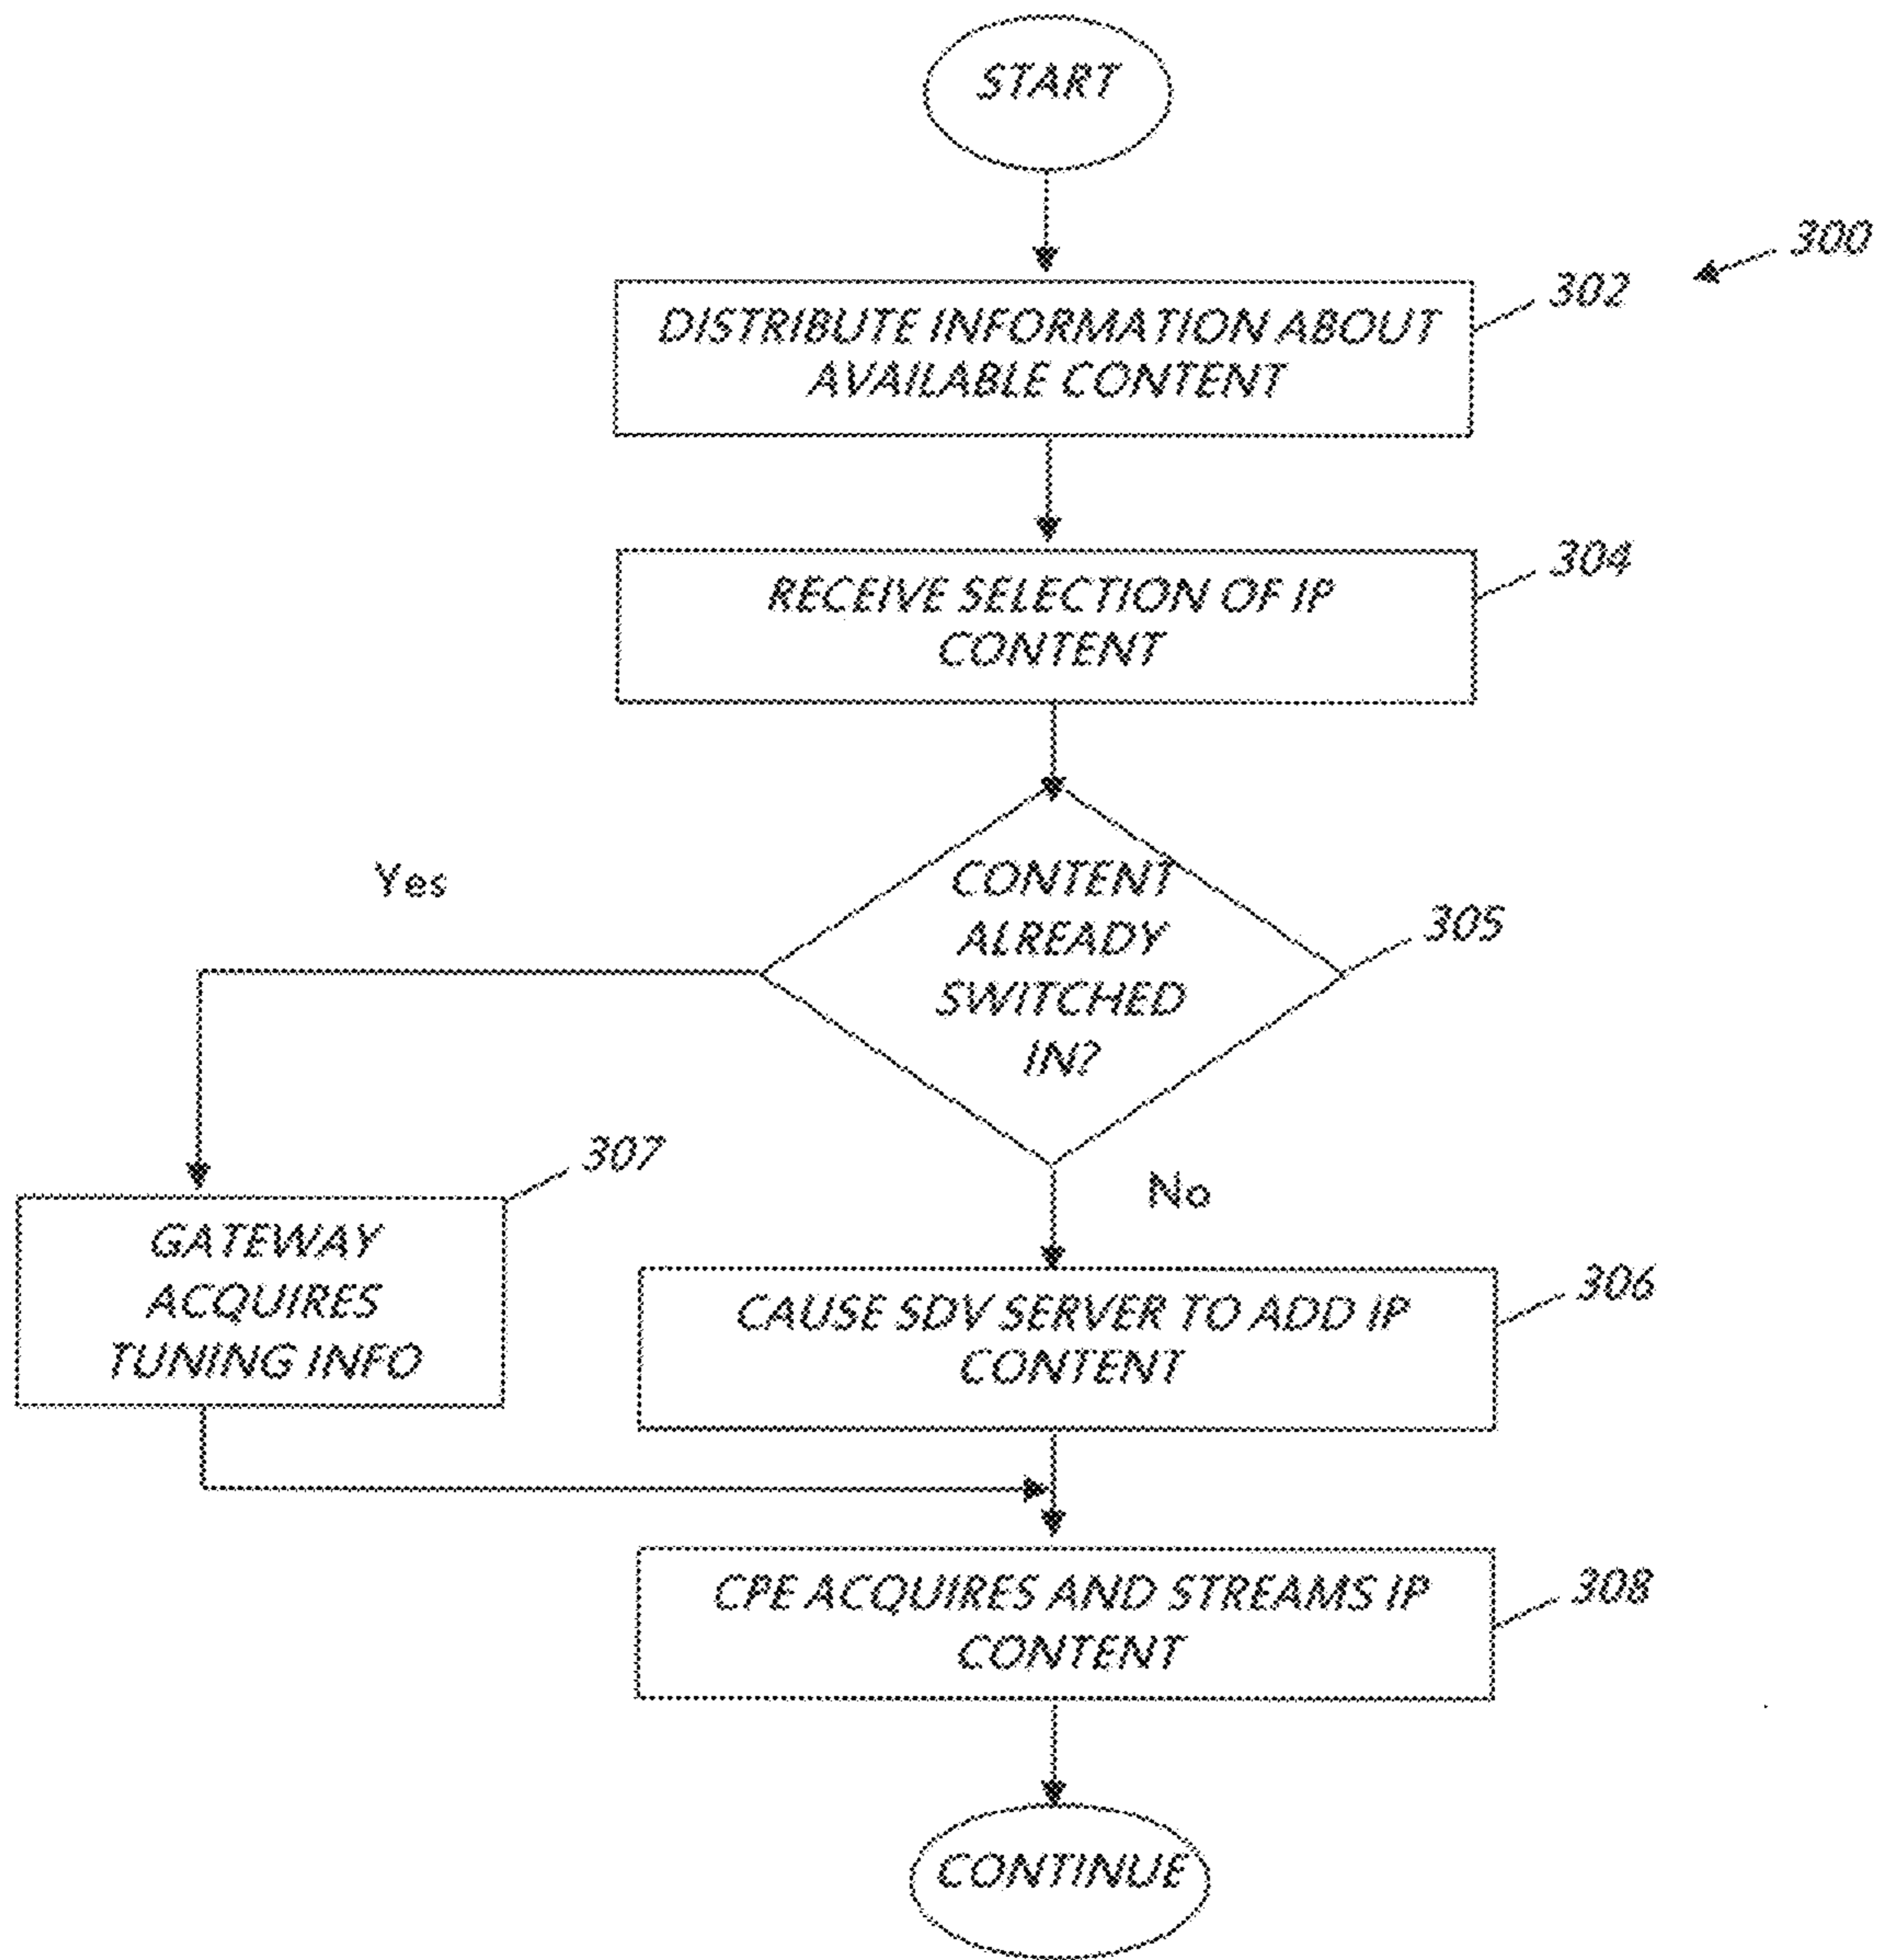 START
300
302
DISTRIBUTE INFORMATION ABOUT
AVAILABLE CONTENT
304
RECEIVE SELECTION OF IP
CONTENT
Yes
CONTENT
ALREADY
SWITCHED
IN?
305
307
No
GATEWAY
ACQUIRES
TUNING INFO
306
CAUSE SDV SERVER TO ADD IP
CONTENT
308
CPE ACQUIRES AND STREAMS IP
CONTENT
CONTINUE